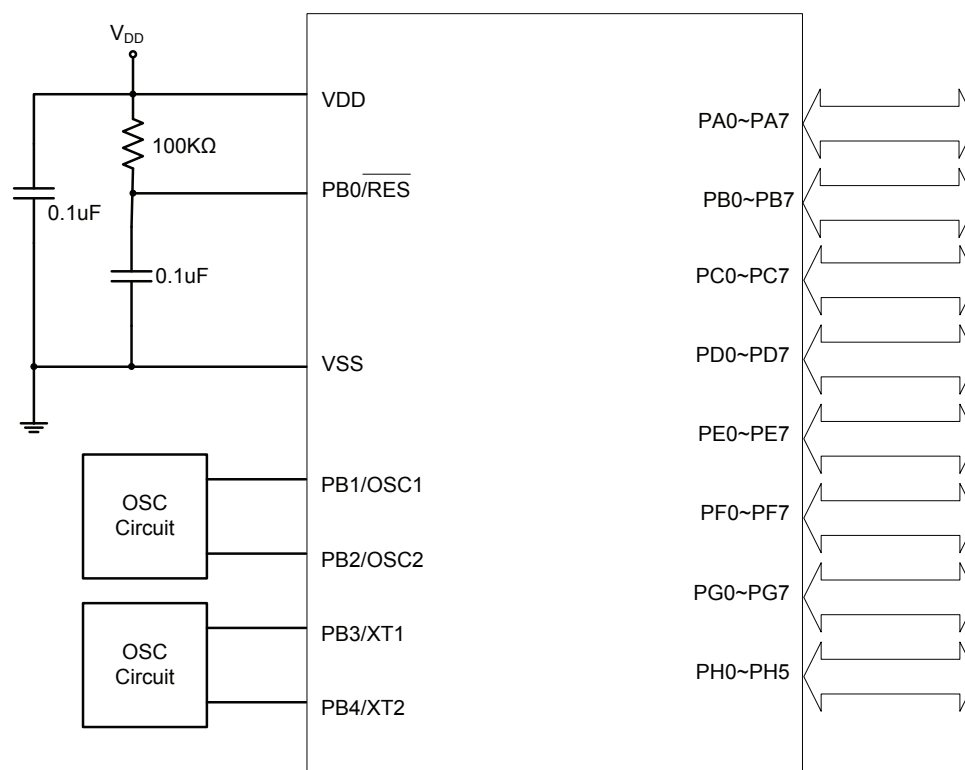 VDD
VDD
100KΩ
PB0/RES
0.1uF
0.1uF
VSS
OSC
Circuit
PB1/OSC1
PB2/OSC2
OSC
Circuit
PB3/XT1
PB4/XT2
PA0~PA7
PB0~PB7
PC0~PC7
PD0~PD7
PE0~PE7
PF0~PF7
PG0~PG7
PH0~PH5